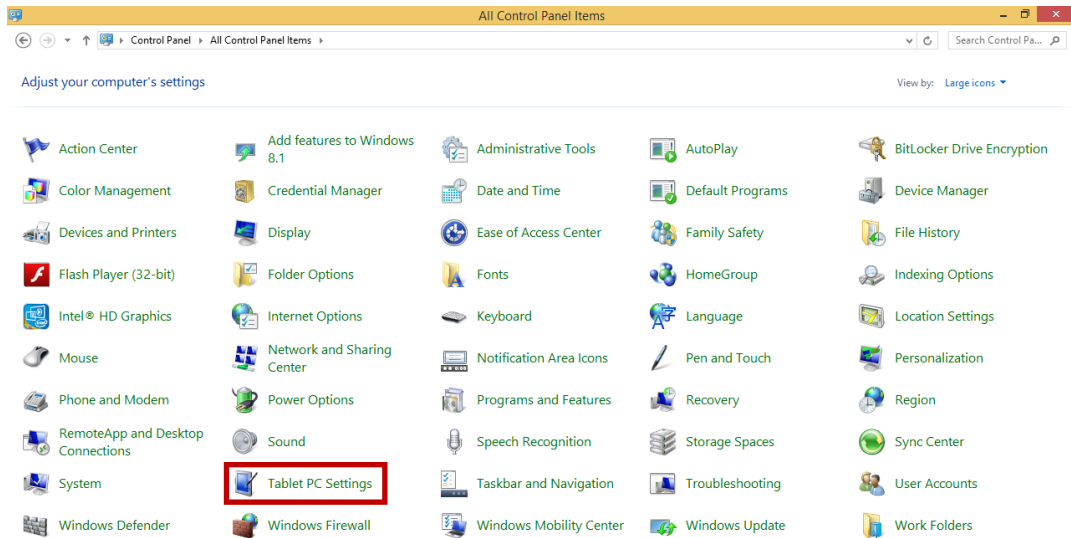 All Control Panel Items
Control Panel All Control Panel Items Search Control Pa...
Adjust your computer's settings View by: Large icons
Action Center
Add features to Windows
8.1
Administrative Tools
AutoPlay
BitLocker Drive Encryption
Color Management
Credential Manager
Date and Time
Default Programs
Device Manager
Devices and Printers
Display
Ease of Access Center
Family Safety
File History
Flash Player (32-bit)
Folder Options
Fonts
HomeGroup
Indexing Options
Intel® HD Graphics
Internet Options
Keyboard
Language
Location Settings
Mouse
Network and Sharing
Center
Notification Area Icons
Pen and Touch
Personalization
Phone and Modem
Power Options
Programs and Features
Recovery
Region
RemoteApp and Desktop
Connections
Sound
Speech Recognition
Storage Spaces
Sync Center
System
Tablet PC Settings
Taskbar and Navigation
Troubleshooting
User Accounts
Windows Defender
Windows Firewall
Windows Mobility Center
Windows Update
Work Folders